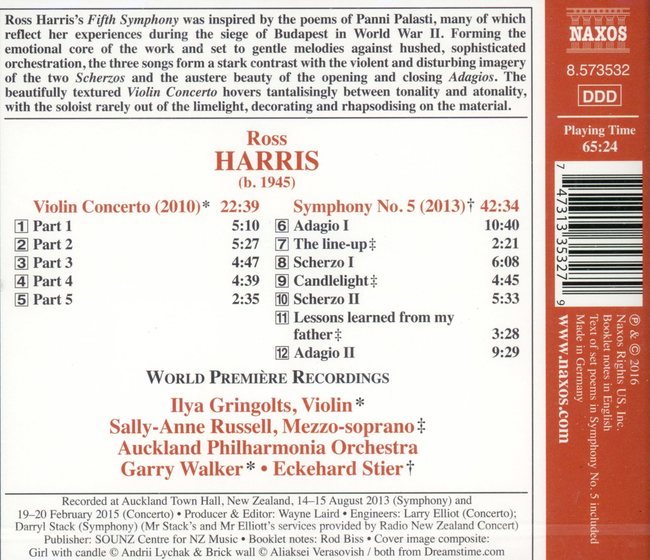 Ross Harris's Fifth Symphony was inspired by the poems of Panni Palasti, many of which
reflect her experiences during the siege of Budapest in World War II. Forming the
emotional core of the work and set to gentle melodies against hushed, sophisticated
orchestration, the three songs form a stark contrast with the violent and disturbing imagery
of the two Scherzos and the austere beauty of the opening and closing Adagios. The
beautifully textured Violin Concerto hovers tantalisingly between tonality and atonality,
with the soloist rarely out of the limelight, decorating and rhapsodising on the material.
Ross
HARRIS
(b. 1945)
Violin Concerto (2010)* 22:39
1 Part 1 5:10
2 Part 2 5:27
3 Part 3 4:47
4 Part 4 4:39
5 Part 5 2:35
Symphony No. 5 (2013)† 42:34
6 Adagio I 10:40
7 The line-up‡ 2:21
8 Scherzo I 6:08
9 Candlelight‡ 4:45
10 Scherzo II 5:33
11 Lessons learned from my
father‡ 3:28
12 Adagio II 9:29
WORLD PREMIÈRE RECORDINGS
Ilya Gringolts, Violin*
Sally-Anne Russell, Mezzo-soprano‡
Auckland Philharmonia Orchestra
Garry Walker* • Eckehard Stier†
Recorded at Auckland Town Hall, New Zealand, 14–15 August 2013 (Symphony) and
19–20 February 2015 (Concerto) • Producer & Editor: Wayne Laird • Engineers: Larry Elliot (Concerto);
Darryl Stack (Symphony) (Mr Stack's and Mr Elliott's services provided by Radio New Zealand Concert)
Publisher: SOUNZ Centre for NZ Music • Booklet notes: Rod Biss • Cover image composite:
Girl with candle © Andrii Lychak & Brick wall © Aliaksei Verasovish / both from Dreamstime.com
NAXOS
8.573532
DDD
Playing Time
65:24
7 47313 35327 9
℗ & © 2016
Naxos Rights US, Inc.
Booklet notes in English
Text of set poems in Symphony No. 5 included
Made in Germany
www.naxos.com